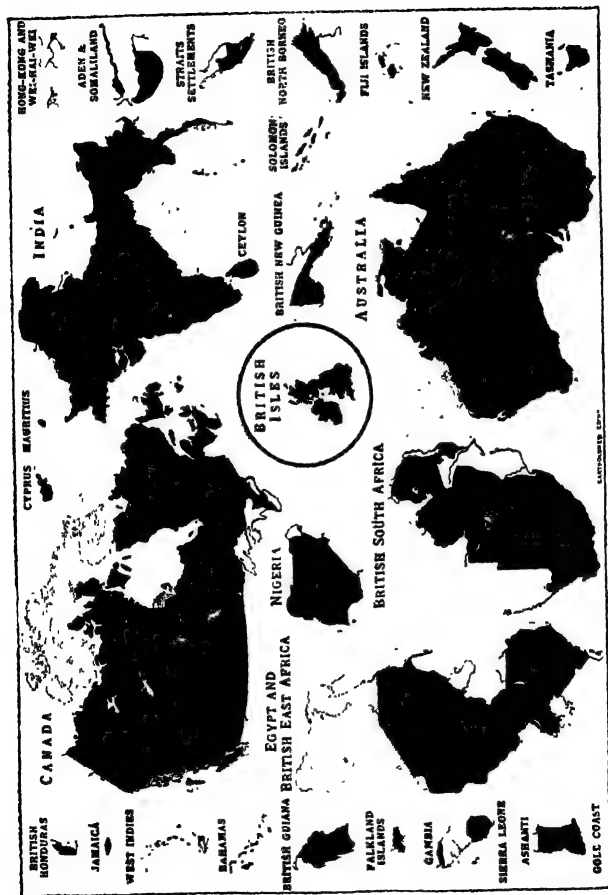 BRITISH
HONDURAS
JAMAICA
WEST INDIES
BAHAMAS
BRITISH GUIANA
FALKLAND
ISLANDS
GAMBIA
SIERRA LEONE
ASHANTI
GOLD COAST
CANADA
CYPRUS MAURITIUS
EGYPT AND
BRITISH EAST AFRICA
NIGERIA
BRITISH SOUTH AFRICA
BRITISH
ISLES
INDIA
CEYLON
BRITISH NEW GUINEA
SOLOMON
ISLANDS
AUSTRALIA
HONG-KONG AND
WEI-HAI-WEI
ADEN &
SOMALILAND
STRAITS
SETTLEMENTS
BRITISH
NORTH BORNEO
FIJI ISLANDS
NEW ZEALAND
TASMANIA